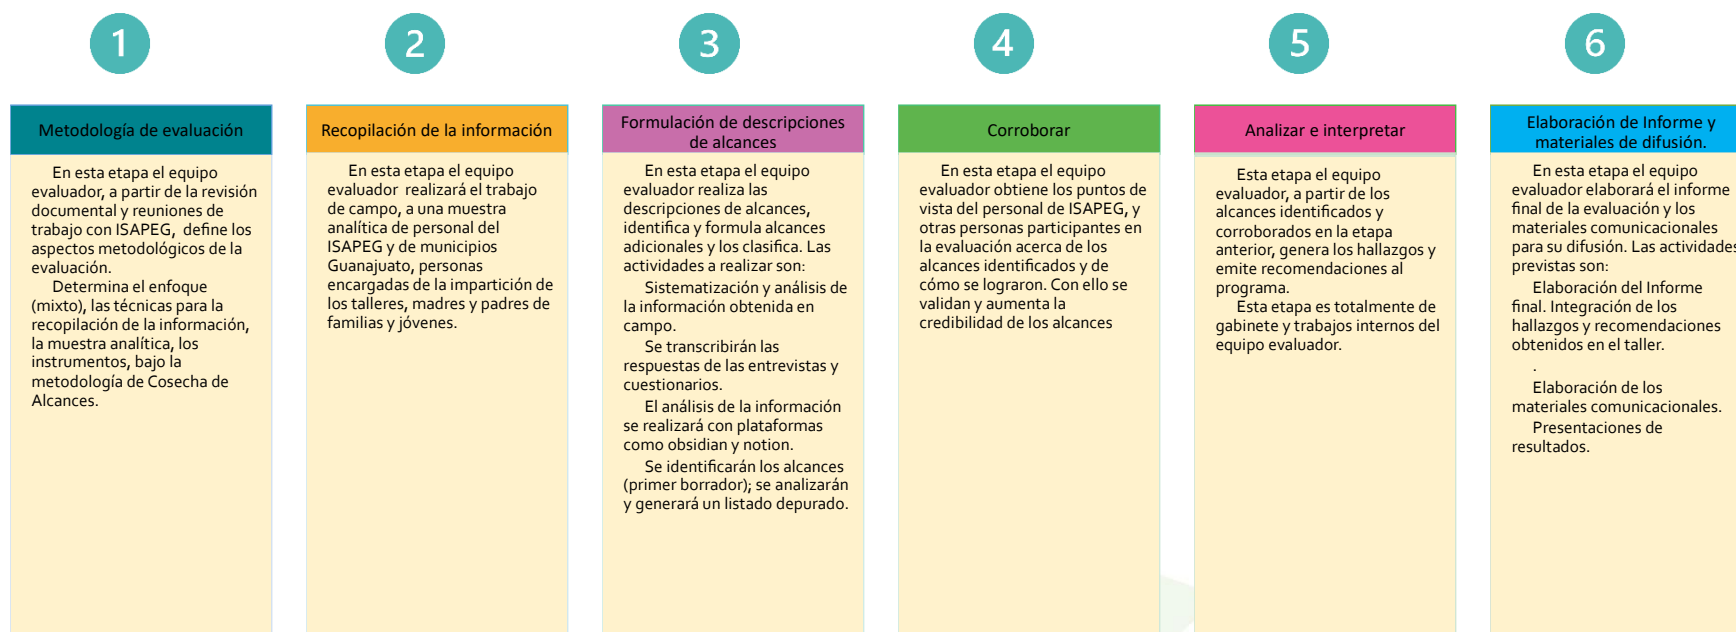 1
2
3
4
5
6
Metodología de evaluación
En esta etapa el equipo
evaluador, a partir de la revisión
documental y reuniones de
trabajo con ISAPEG, define los
aspectos metodológicos de la
evaluación.
Determina el enfoque
(mixto), las técnicas para la
recopilación de la información,
la muestra analítica, los
instrumentos, bajo la
metodología de Cosecha de
Alcances.
Recopilación de la información
En esta etapa el equipo
evaluador realizará el trabajo
de campo, a una muestra
analítica de personal del
ISAPEG y de municipios
Guanajuato, personas
encargadas de la impartición de
los talleres, madres y padres de
familias y jóvenes.
Formulación de descripciones
de alcances
En esta etapa el equipo
evaluador realiza las
descripciones de alcances,
identifica y formula alcances
adicionales y los clasifica. Las
actividades a realizar son:
Sistematización y análisis de
la información obtenida en
campo.
Se transcribirán las
respuestas de las entrevistas y
cuestionarios.
El análisis de la información
se realizará con plataformas
como obsidian y notion.
Se identificarán los alcances
(primer borrador); se analizarán
y generará un listado depurado.
Corroborar
En esta etapa el equipo
evaluador obtiene los puntos de
vista del personal de ISAPEG, y
otras personas participantes en
la evaluación acerca de los
alcances identificados y de
cómo se lograron. Con ello se
validan y aumenta la
credibilidad de los alcances
Analizar e interpretar
Esta etapa el equipo
evaluador, a partir de los
alcances identificados y
corroborados en la etapa
anterior, genera los hallazgos y
emite recomendaciones al
programa.
Esta etapa es totalmente de
gabinete y trabajos internos del
equipo evaluador.
Elaboración de Informe y
materiales de difusión.
En esta etapa el equipo
evaluador elaborará el informe
final de la evaluación y los
materiales comunicacionales
para su difusión. Las actividades
previstas son:
Elaboración del Informe
final. Integración de los
hallazgos y recomendaciones
obtenidos en el taller.
.
Elaboración de los
materiales comunicacionales.
Presentaciones de
resultados.